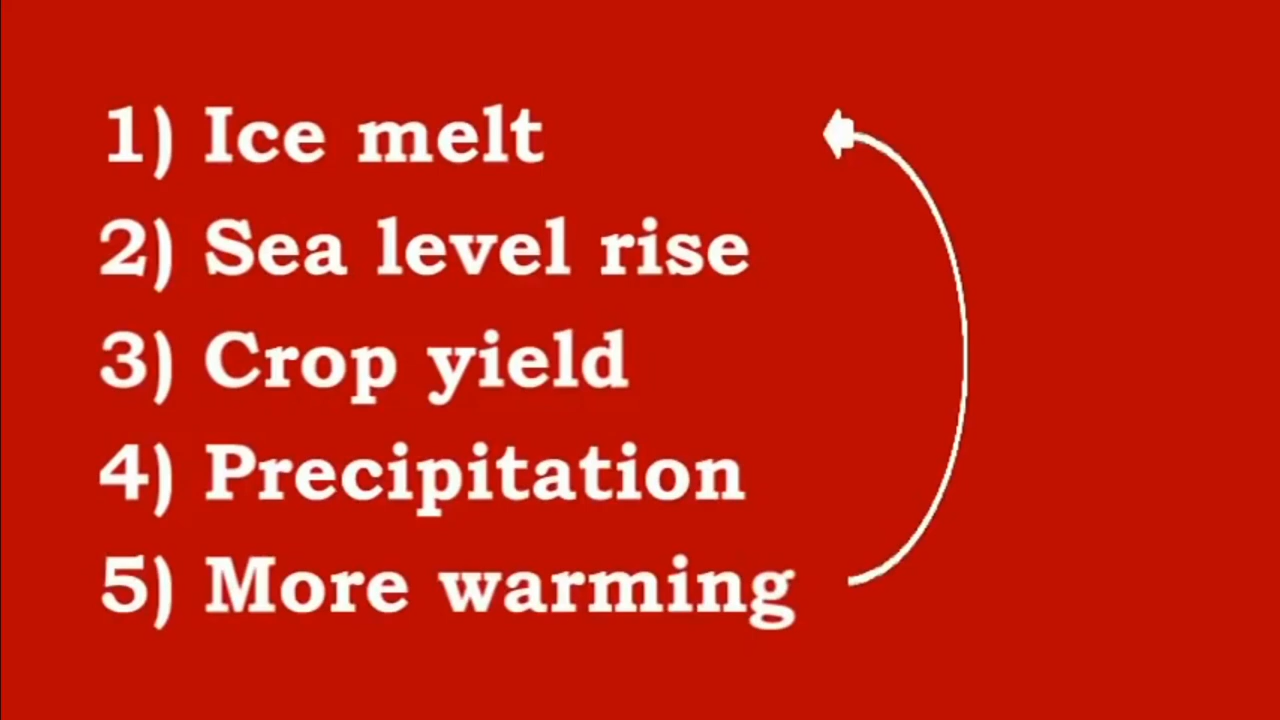 1) Ice melt
2) Sea level rise
3) Crop yield
4) Precipitation
5) More warming